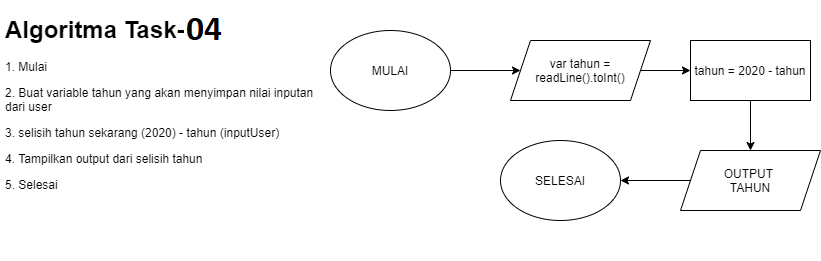 Algoritma Task-04
1. Mulai
2. Buat variable tahun yang akan menyimpan nilai inputan
dari user
3. selisih tahun sekarang (2020) - tahun (inputUser)
4. Tampilkan output dari selisih tahun
5. Selesai
MULAI
var tahun =
readLine().toInt()
tahun = 2020 - tahun
OUTPUT
TAHUN
SELESAI